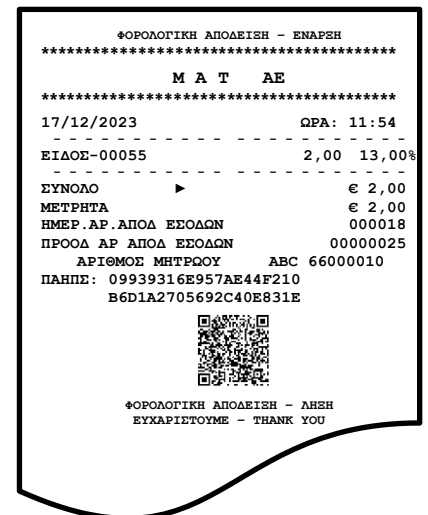 ΦΟΡΟΛΟΓΙΚΗ ΑΠΟΔΕΙΞΗ – ΕΝΑΡΞΗ
******************************************
Μ Α Τ ΑΕ
******************************************
17/12/2023 ΩΡΑ: 11:54
- - - - - - - - - - - - - - - - - - - - -
ΕΙΔΟΣ-00055 2,00 13,00%
- - - - - - - - - - - - - - - - - - - - -
ΣΥΝΟΛΟ ► € 2,00
ΜΕΤΡΗΤΑ € 2,00
ΗΜΕΡ.ΑΡ.ΑΠΟΔ ΕΣΟΔΩΝ 000018
ΠΡΟΟΔ ΑΡ ΑΠΟΔ ΕΣΟΔΩΝ 00000025
ΑΡΙΘΜΟΣ ΜΗΤΡΩΟΥ ABC 66000010
ΠΑΗΠΣ: 09939316E957AE44F210
B6D1A2705692C40E831E
ΦΟΡΟΛΟΓΙΚΗ ΑΠΟΔΕΙΞΗ – ΛΗΞΗ
ΕΥΧΑΡΙΣΤΟΥΜΕ – THANK YOU